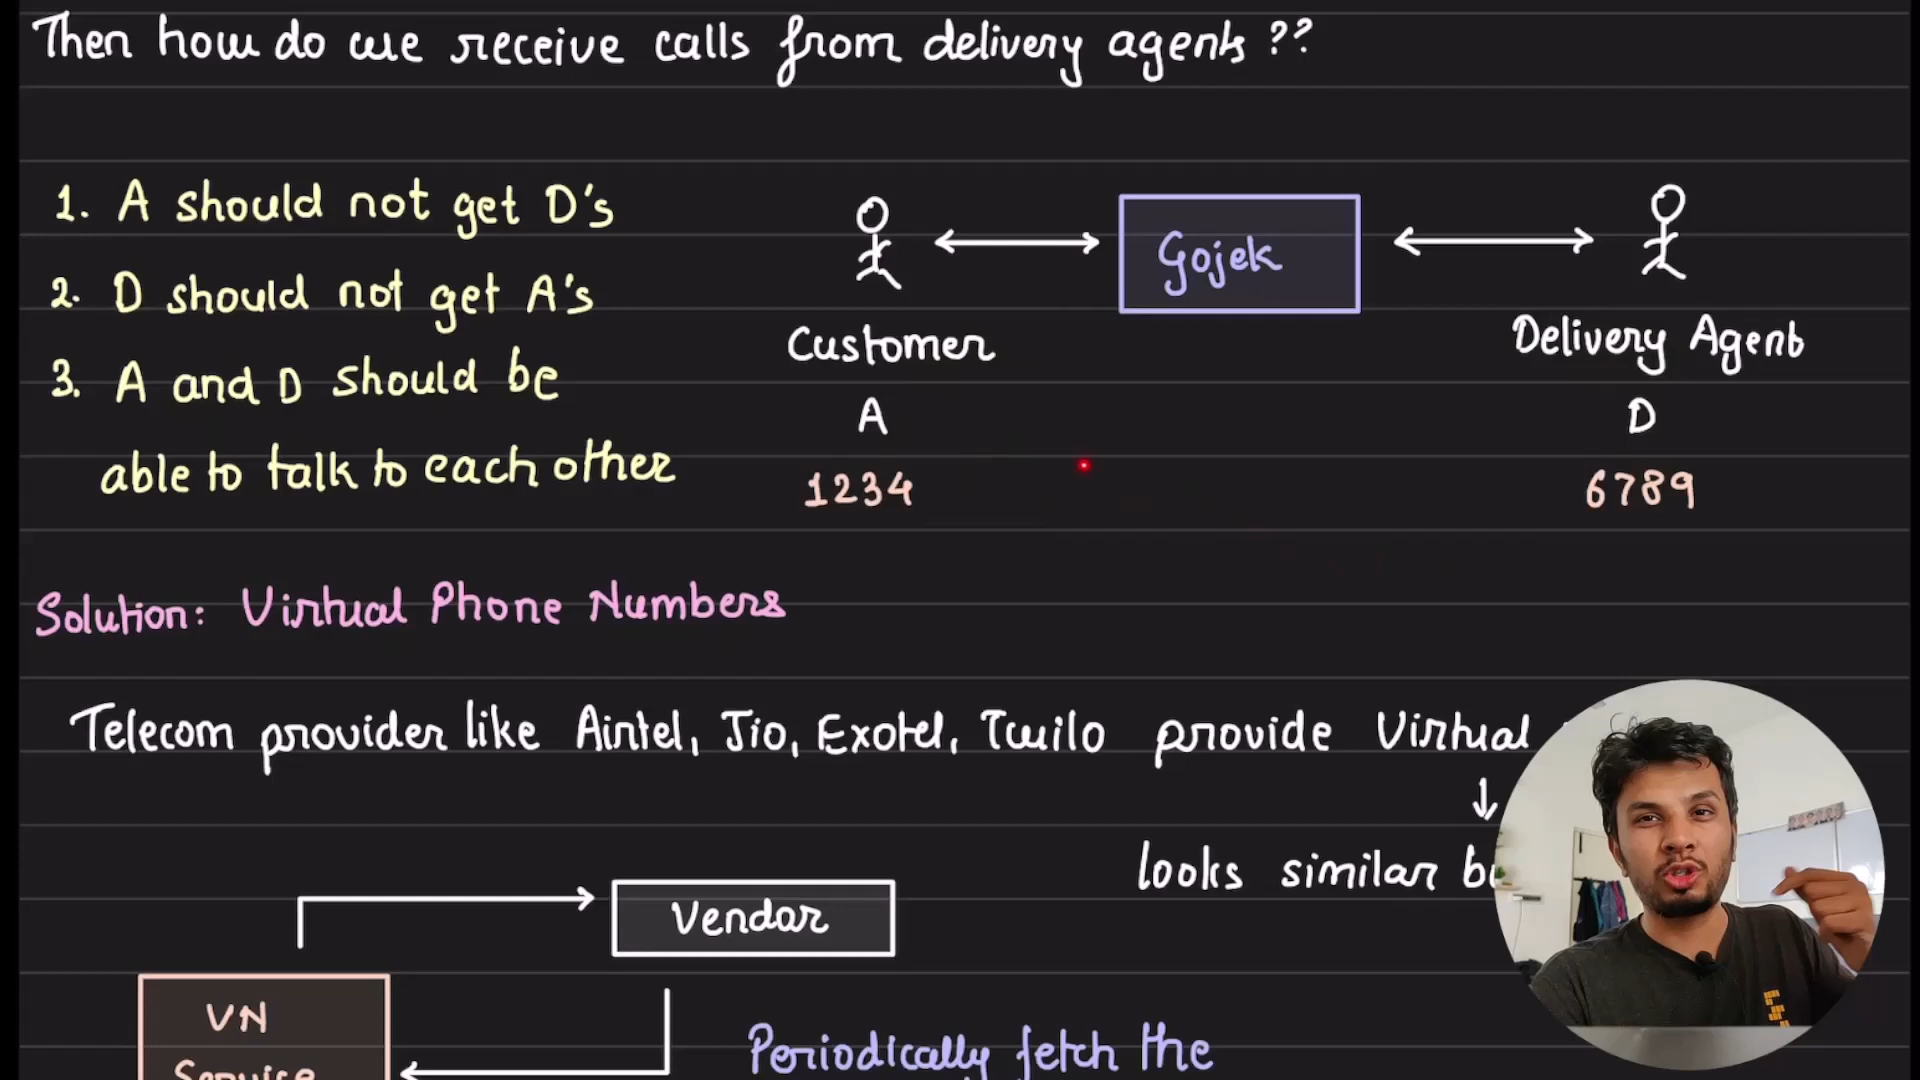 Then how do we receive calls from delivery agents ??
1. A should not get D's
2. D should not get A's
3. A and D should be
able to talk to each other
Gojek
Customer
A
1234
Delivery Agent
D
6789
Solution: Virtual Phone Numbers
Telecom provider like Airtel, Jio, Exotel, Twilo provide Virtual
↓
looks similar
Vendor
VN
Service
Periodically fetch the